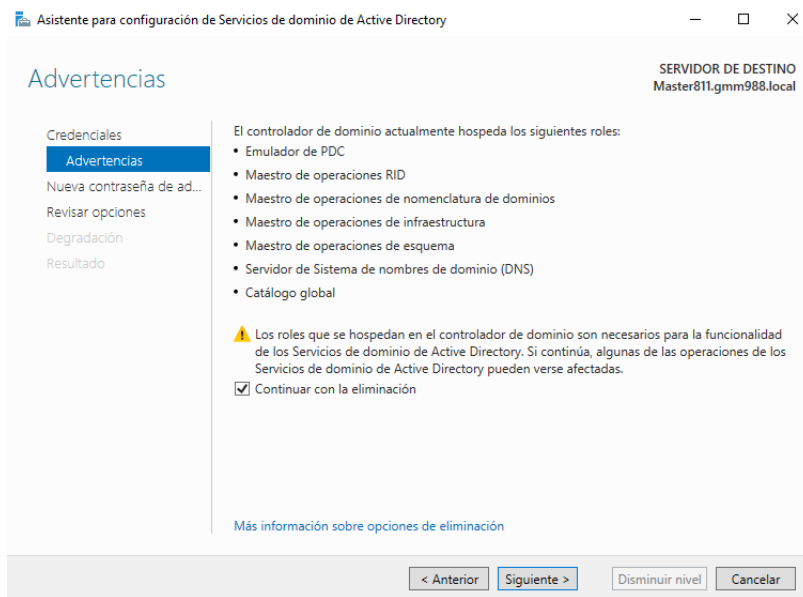 Asistente para configuración de Servicios de dominio de Active Directory
Advertencias
SERVIDOR DE DESTINO
Master811.gmm988.local
Credenciales
Advertencias
Nueva contraseña de ad...
Revisar opciones
Degradación
Resultado
El controlador de dominio actualmente hospeda los siguientes roles:
• Emulador de PDC
• Maestro de operaciones RID
• Maestro de operaciones de nomenclatura de dominios
• Maestro de operaciones de infraestructura
• Maestro de operaciones de esquema
• Servidor de Sistema de nombres de dominio (DNS)
• Catálogo global
Los roles que se hospedan en el controlador de dominio son necesarios para la funcionalidad
de los Servicios de dominio de Active Directory. Si continúa, algunas de las operaciones de los
Servicios de dominio de Active Directory pueden verse afectadas.
Continuar con la eliminación
Más información sobre opciones de eliminación
< Anterior
Siguiente >
Disminuir nivel
Cancelar